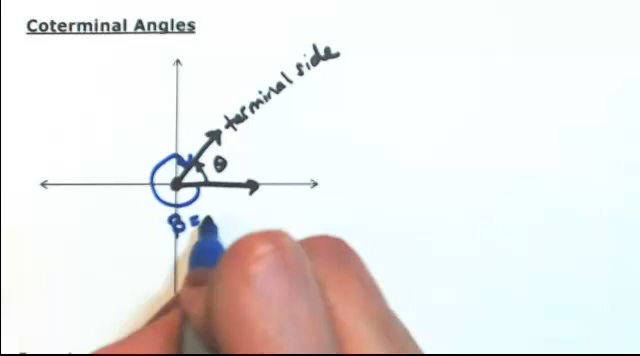 Coterminal Angles
terminal side
θ
β =